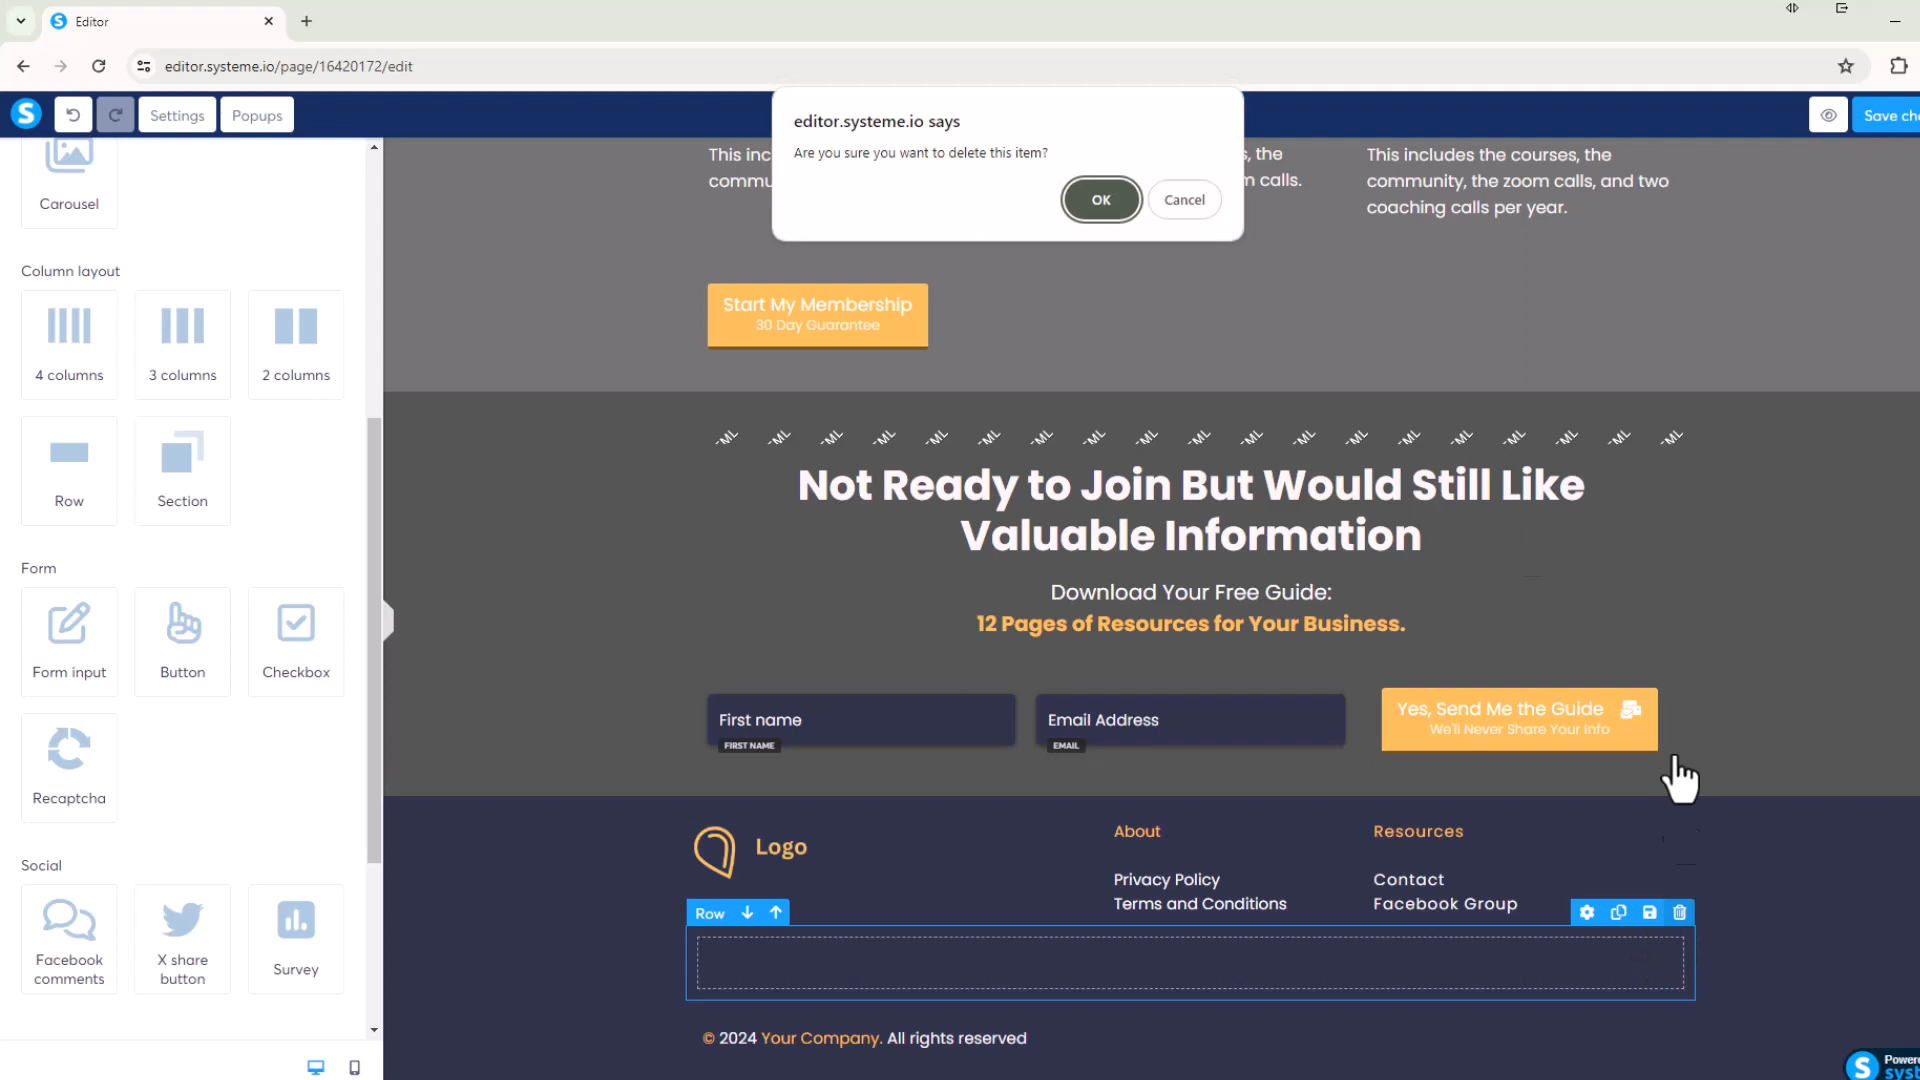 Editor
editor.systeme.io/page/16420172/edit
Settings
Popups
Save
editor.systeme.io says
Are you sure you want to delete this item?
OK
Cancel
Carousel
Column layout
4 columns
3 columns
2 columns
Row
Section
Form
Form input
Button
Checkbox
Recaptcha
Social
Facebook
comments
X share
button
Survey
This
the
calls.
This includes the courses, the
community, the zoom calls, and two
coaching calls per year.
Start My Membership
30 Day Guarantee
Not Ready to Join But Would Still Like
Valuable Information
Download Your Free Guide:
12 Pages of Resources for Your Business.
First name
FIRST NAME
Email Address
EMAIL
Yes, Send Me the Guide
We'll Never Share Your Info
Logo
About
Privacy Policy
Terms and Conditions
Resources
Contact
Facebook Group
Row
© 2024 Your Company. All rights reserved